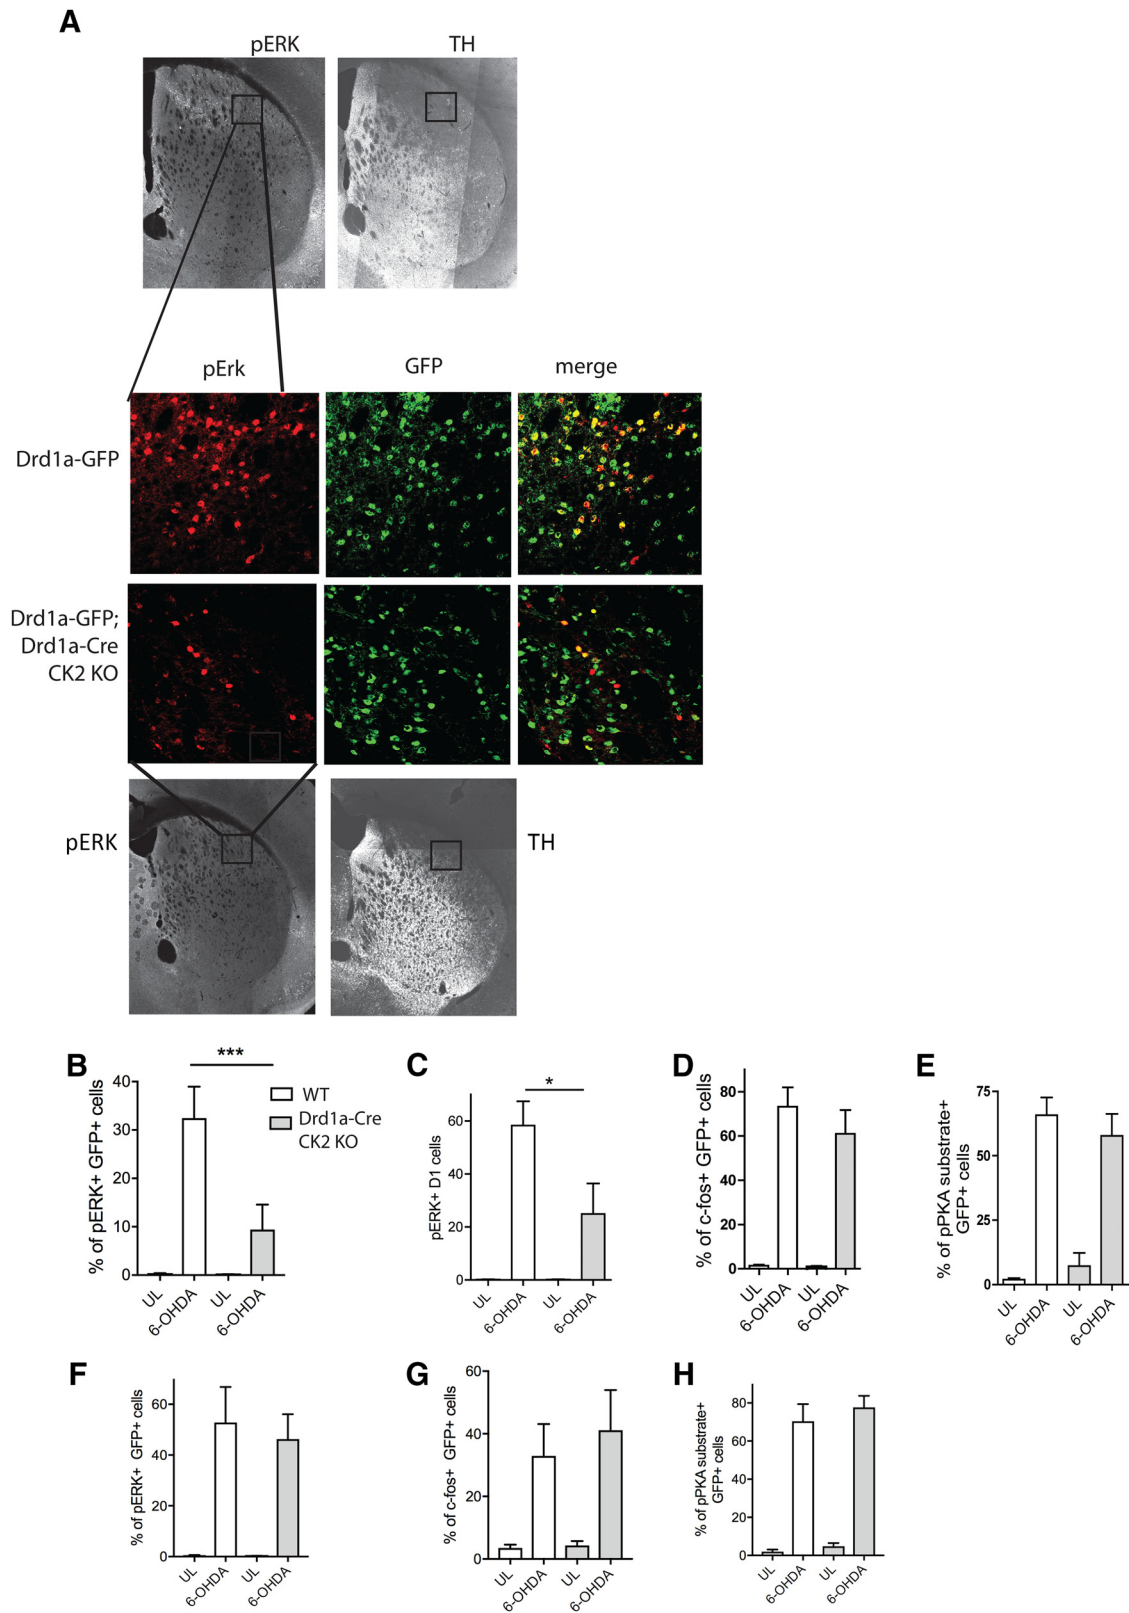 A
pERK
TH
pErk
GFP
merge
Drd1a-GFP
Drd1a-GFP;
Drd1a-Cre
CK2 KO
pERK
TH
B
***
% of pERK+ GFP+ cells
40
30
20
10
0
UL
6-OHDA
UL
6-OHDA
WT
Drd1a-Cre
CK2 KO
C
*
pERK+ D1 cells
60
40
20
0
UL
6-OHDA
UL
6-OHDA
D
% of c-fos+ GFP+ cells
80
60
40
20
0
UL
6-OHDA
UL
6-OHDA
E
% of pPKA substrate+
GFP+ cells
75
50
25
0
UL
6-OHDA
UL
6-OHDA
F
% of pERK+ GFP+ cells
60
40
20
0
UL
6-OHDA
UL
6-OHDA
G
% of c-fos+ GFP+ cells
60
40
20
0
UL
6-OHDA
UL
6-OHDA
H
% of pPKA substrate+
GFP+ cells
80
60
40
20
0
UL
6-OHDA
UL
6-OHDA